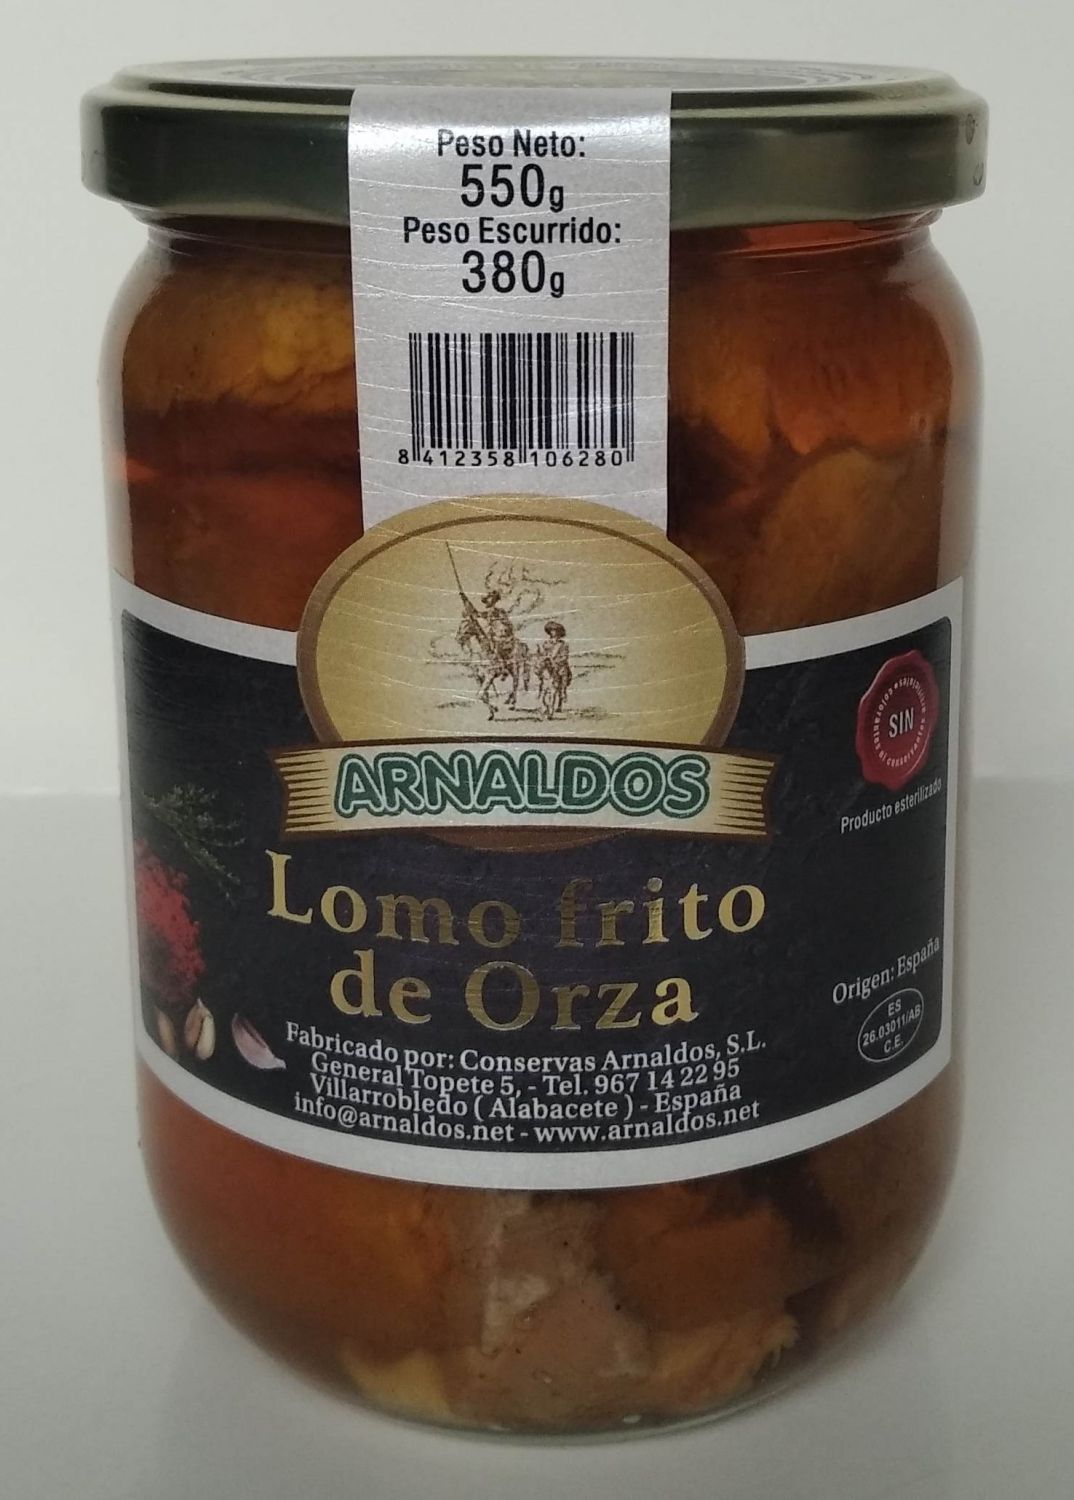 Peso Neto:
550g
Peso Escurrido:
380g
8 412358 106280
ARNALDOS
SIN
Producto esterilizado
Lomo frito
de Orza
Origen: España
ES
26.03011/AB
C.E.
Fabricado por: Conservas Arnaldos, S.L.
General Topete 5, - Tel. 967 14 22 95
Villarrobledo ( Alabacete ) - España
info@arnaldos.net - www.arnaldos.net